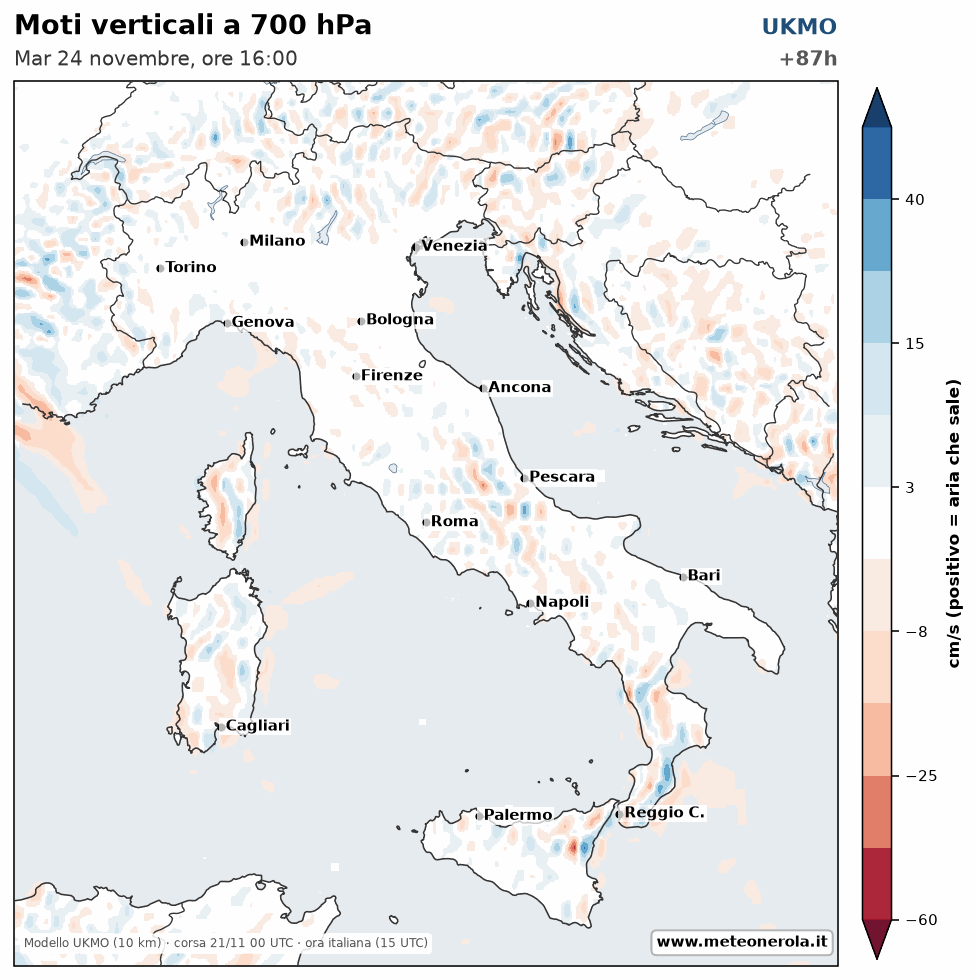 Moti verticali a 700 hPa
UKMO
Mar 24 novembre, ore 16:00
+87h
Milano
Venezia
Torino
Genova
Bologna
Firenze
Ancona
Pescara
Roma
Bari
Napoli
Cagliari
Palermo
Reggio C.
40
15
3
−8
−25
−60
cm/s (positivo = aria che sale)
Modello UKMO (10 km) · corsa 21/11 00 UTC · ora italiana (15 UTC)
www.meteonerola.it